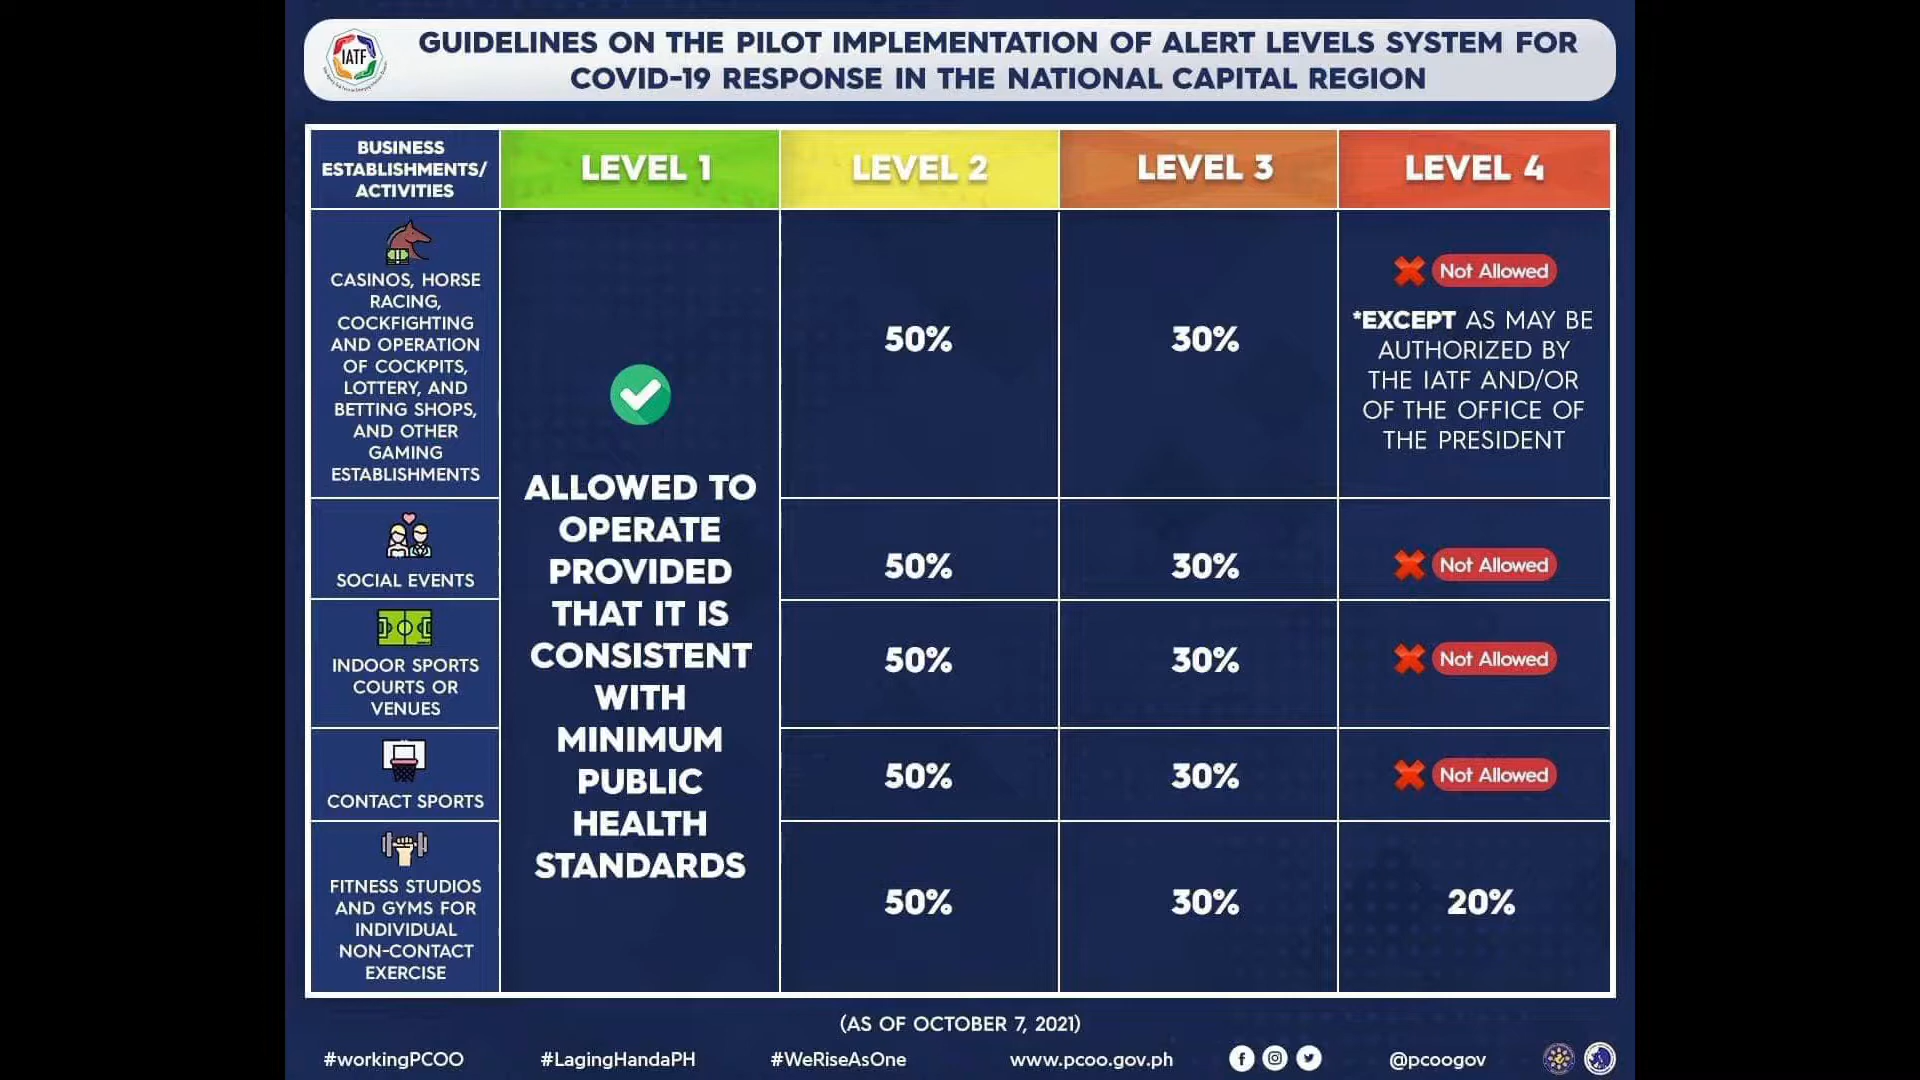 IATF
GUIDELINES ON THE PILOT IMPLEMENTATION OF ALERT LEVELS SYSTEM FOR
COVID-19 RESPONSE IN THE NATIONAL CAPITAL REGION
BUSINESS
ESTABLISHMENTS/
ACTIVITIES
LEVEL 1
LEVEL 2
LEVEL 3
LEVEL 4
CASINOS, HORSE
RACING,
COCKFIGHTING
AND OPERATION
OF COCKPITS,
LOTTERY, AND
BETTING SHOPS,
AND OTHER
GAMING
ESTABLISHMENTS
ALLOWED TO
OPERATE
PROVIDED
THAT IT IS
CONSISTENT
WITH
MINIMUM
PUBLIC
HEALTH
STANDARDS
50%
30%
Not Allowed
*EXCEPT AS MAY BE
AUTHORIZED BY
THE IATF AND/OR
OF THE OFFICE OF
THE PRESIDENT
SOCIAL EVENTS
50%
30%
Not Allowed
INDOOR SPORTS
COURTS OR
VENUES
50%
30%
Not Allowed
CONTACT SPORTS
50%
30%
Not Allowed
FITNESS STUDIOS
AND GYMS FOR
INDIVIDUAL
NON-CONTACT
EXERCISE
50%
30%
20%
(AS OF OCTOBER 7, 2021)
#workingPCOO
#LagingHandaPH
#WeRiseAsOne
www.pcoo.gov.ph
@pcoogov